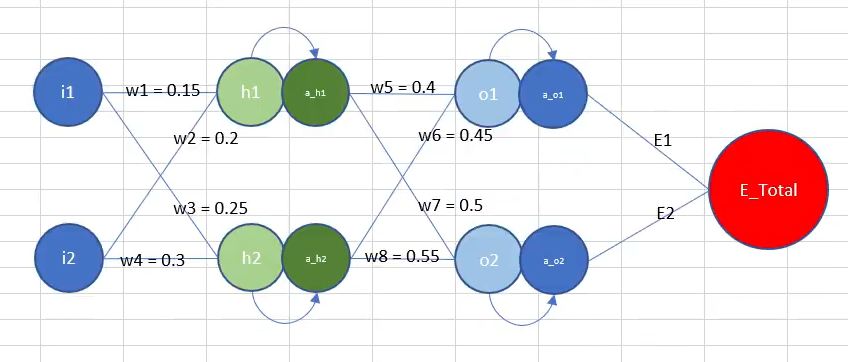 i1
w1 = 0.15
h1
a_h1
w5 = 0.4
o1
a_o1
w2 = 0.2
w6 = 0.45
E1
E_Total
w3 = 0.25
w7 = 0.5
E2
i2
w4 = 0.3
h2
a_h2
w8 = 0.55
o2
a_o2